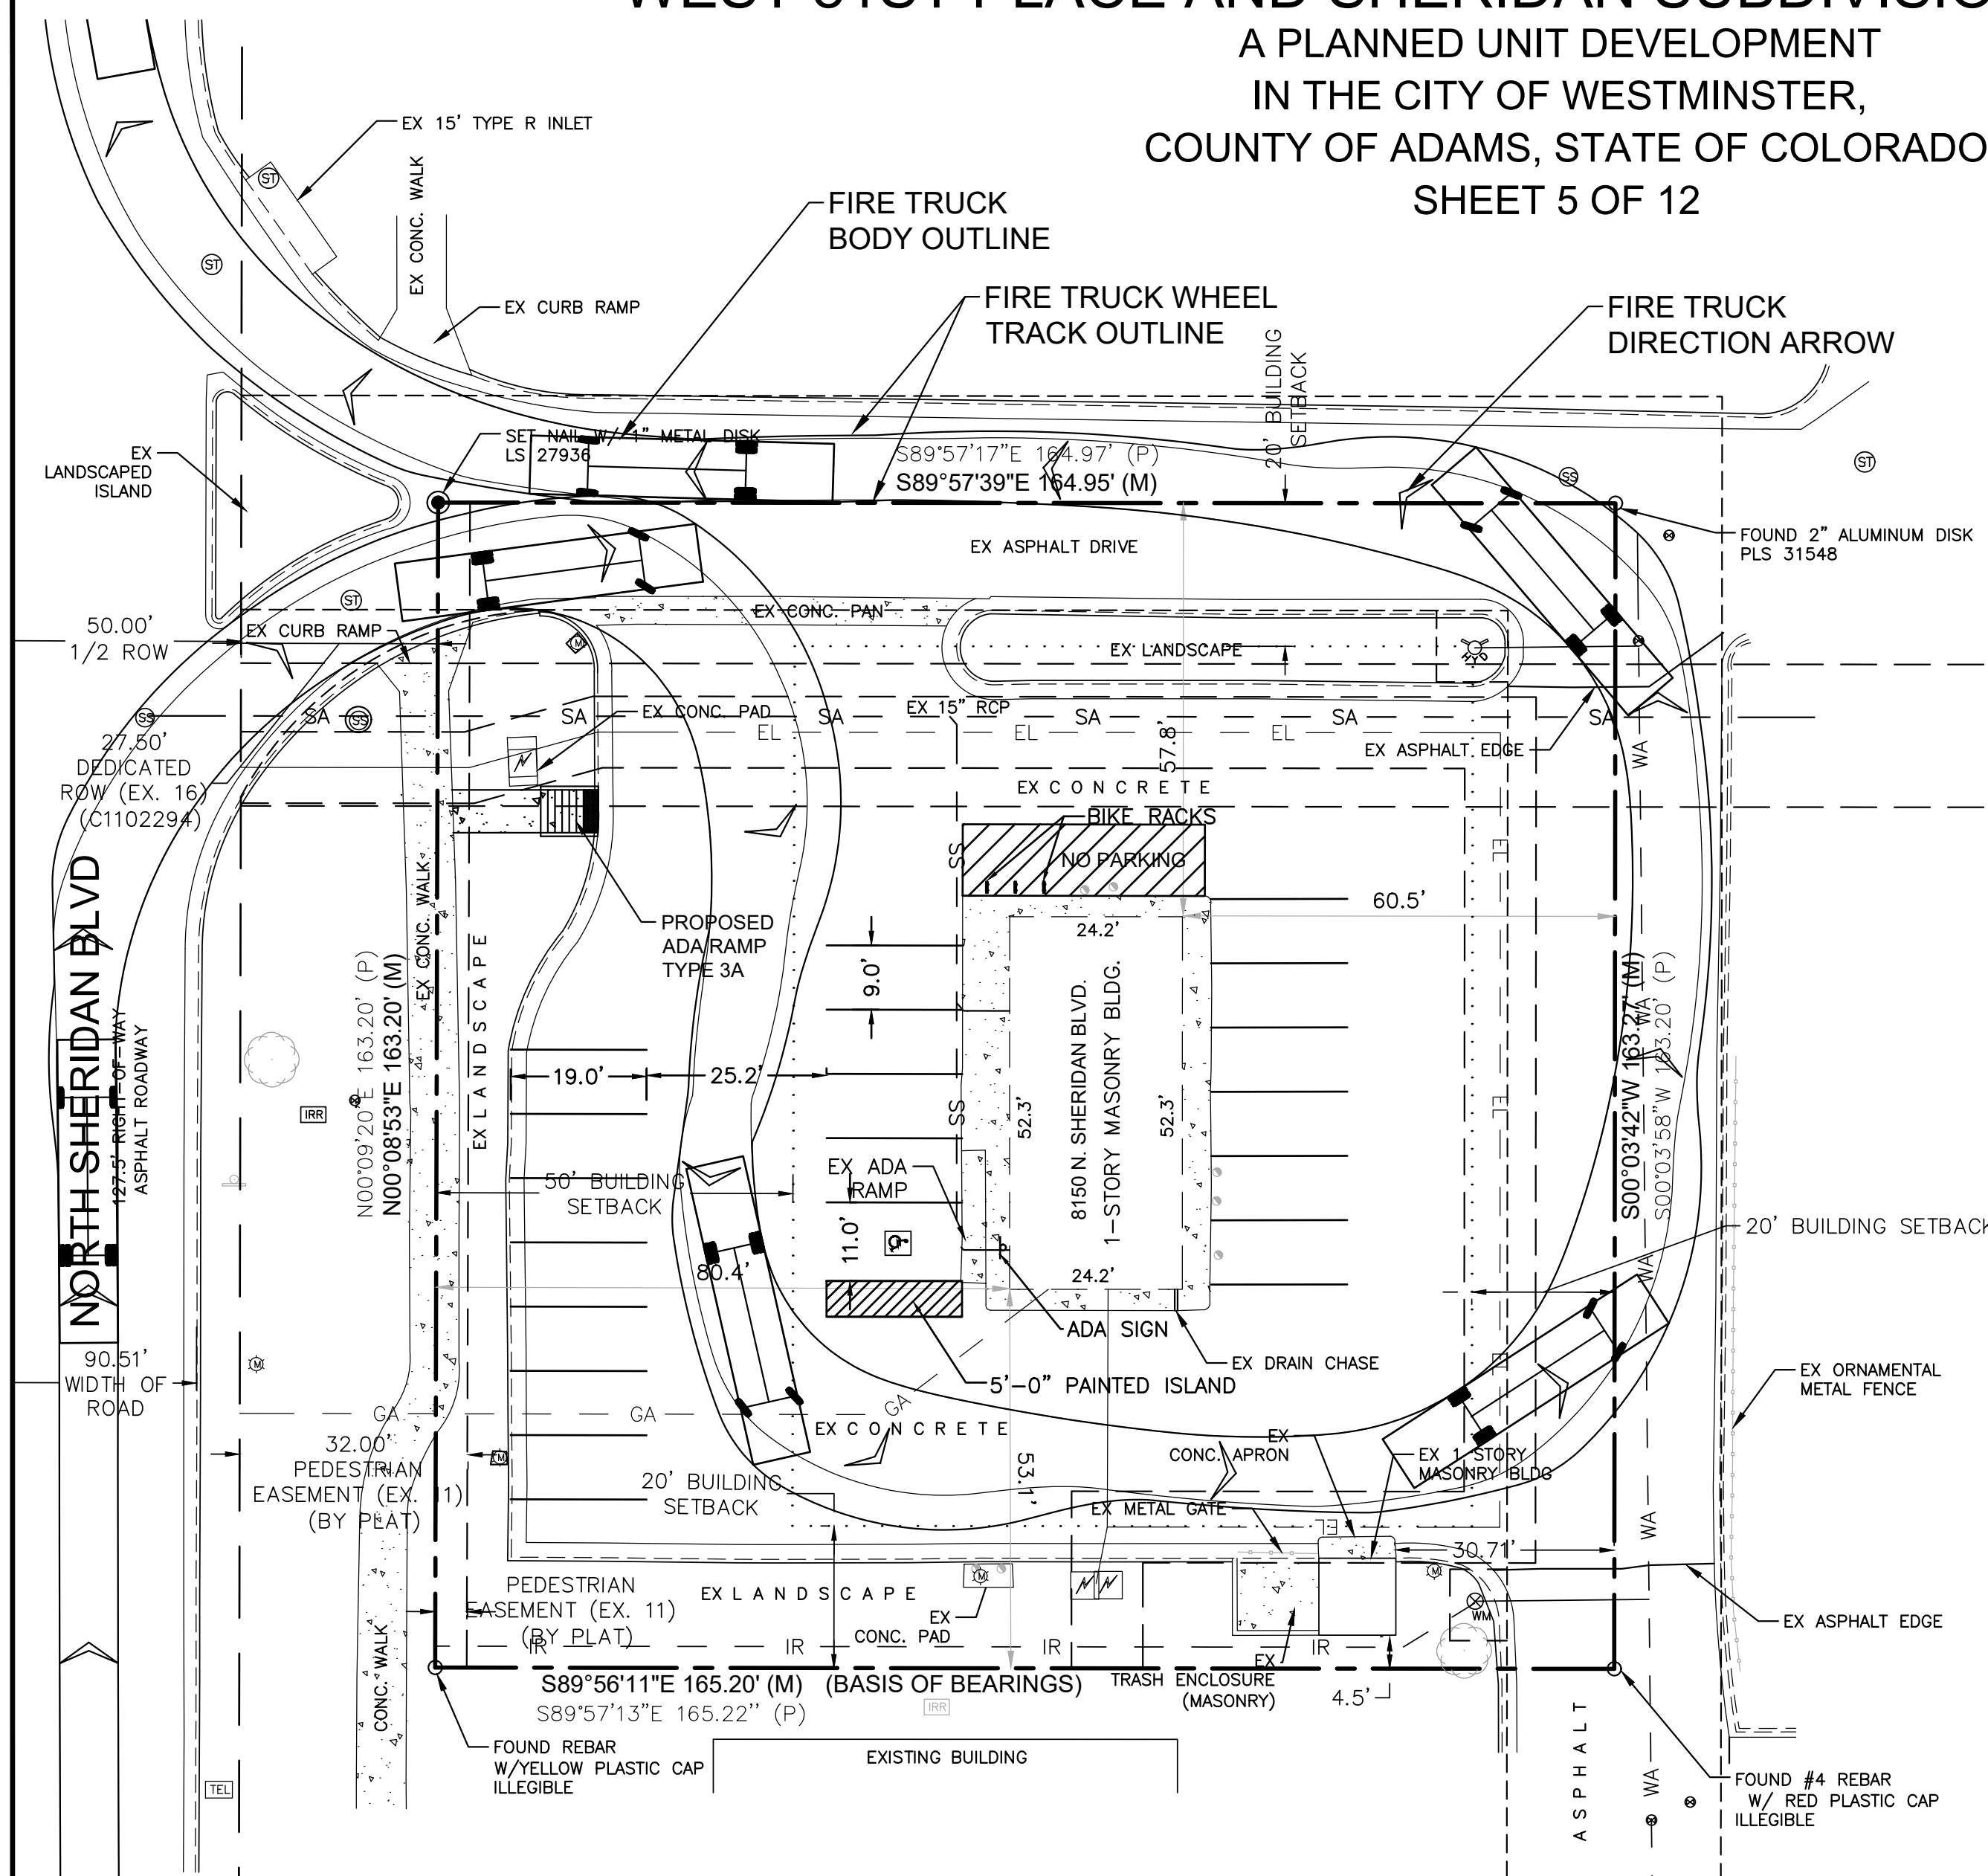 A PLANNED UNIT DEVELOPMENT
IN THE CITY OF WESTMINSTER,
COUNTY OF ADAMS, STATE OF COLORADO
SHEET 5 OF 12
EX 15' TYPE R INLET
EX CONC. WALK
ST
ST
FIRE TRUCK
BODY OUTLINE
EX CURB RAMP
FIRE TRUCK WHEEL
TRACK OUTLINE
FIRE TRUCK
DIRECTION ARROW
20' BUILDING
SETBACK
EX
LANDSCAPED
ISLAND
SET NAIL W/ 1" METAL DISK
LS 27936
S89°57'17"E 164.97' (P)
S89°57'39"E 164.95' (M)
SS
ST
FOUND 2" ALUMINUM DISK
PLS 31548
EX ASPHALT DRIVE
ST
EX CONC. PAN
50.00'
1/2 ROW
EX CURB RAMP
M
EX LANDSCAPE
HYD
SS
SA
SS
SA
EX CONC. PAD
SA
EX 15" RCP
SA
SA
SA
EL
EL
EL
EX ASPHALT EDGE
WA
57.8'
27.50'
DEDICATED
ROW (EX. 16)
(C1102294)
EX CONCRETE
BIKE RACKS
NO PARKING
SS
EL
60.5'
NORTH SHERIDAN BLVD
127.5' RIGHT-OF-WAY
ASPHALT ROADWAY
EX CONC. WALK
EX LANDSCAPE
N00°09'20"E 163.20' (P)
N00°08'53"E 163.20' (M)
PROPOSED
ADA RAMP
TYPE 3A
24.2'
9.0'
8150 N. SHERIDAN BLVD.
1-STORY MASONRY BLDG.
S00°03'42"W 163.27' (M)
S00°03'58"W 163.20' (P)
WA
19.0'
25.2'
SS
52.3'
52.3'
EL
IRR
EX ADA
RAMP
50' BUILDING
SETBACK
11.0'
20' BUILDING SETBACK
WA
80.4'
24.2'
ADA SIGN
EX DRAIN CHASE
EL
M
90.51'
WIDTH OF
ROAD
5'-0" PAINTED ISLAND
EX ORNAMENTAL
METAL FENCE
GA
GA
GA
EX CONCRETE
EX
CONC. APRON
EX 1-STORY
MASONRY BLDG
32.00'
PEDESTRIAN
EASEMENT (EX. 11)
(BY PLAT)
M
20' BUILDING
SETBACK
53.1'
EX METAL GATE
EL
WA
30.71'
PEDESTRIAN
EASEMENT (EX. 11)
(BY PLAT)
EX LANDSCAPE
M
EX
CONC. PAD
M
WM
EX ASPHALT EDGE
IR
IR
IR
IR
CONC. WALK
EX
TRASH ENCLOSURE
(MASONRY)
4.5'
S89°56'11"E 165.20' (M) (BASIS OF BEARINGS)
S89°57'13"E 165.22'' (P)
IRR
ASPHALT
FOUND REBAR
W/YELLOW PLASTIC CAP
ILLEGIBLE
EXISTING BUILDING
TEL
WA
FOUND #4 REBAR
W/ RED PLASTIC CAP
ILLEGIBLE